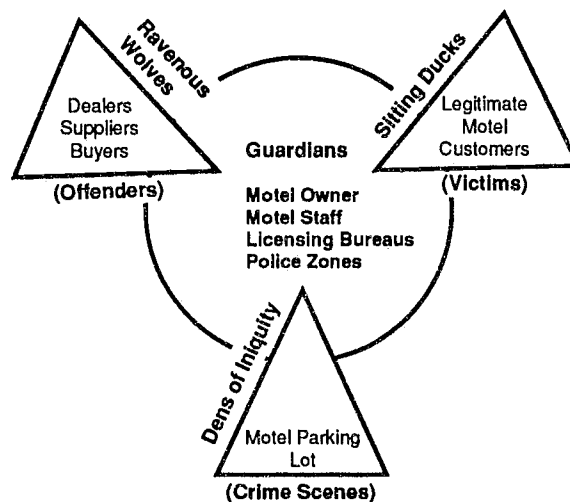 Ravenous
Wolves
Dealers
Suppliers
Buyers
(Offenders)
Sitting Ducks
Legitimate
Motel
Customers
(Victims)
Guardians
Motel Owner
Motel Staff
Licensing Bureaus
Police Zones
Dens of Iniquity
Motel Parking
Lot
(Crime Scenes)